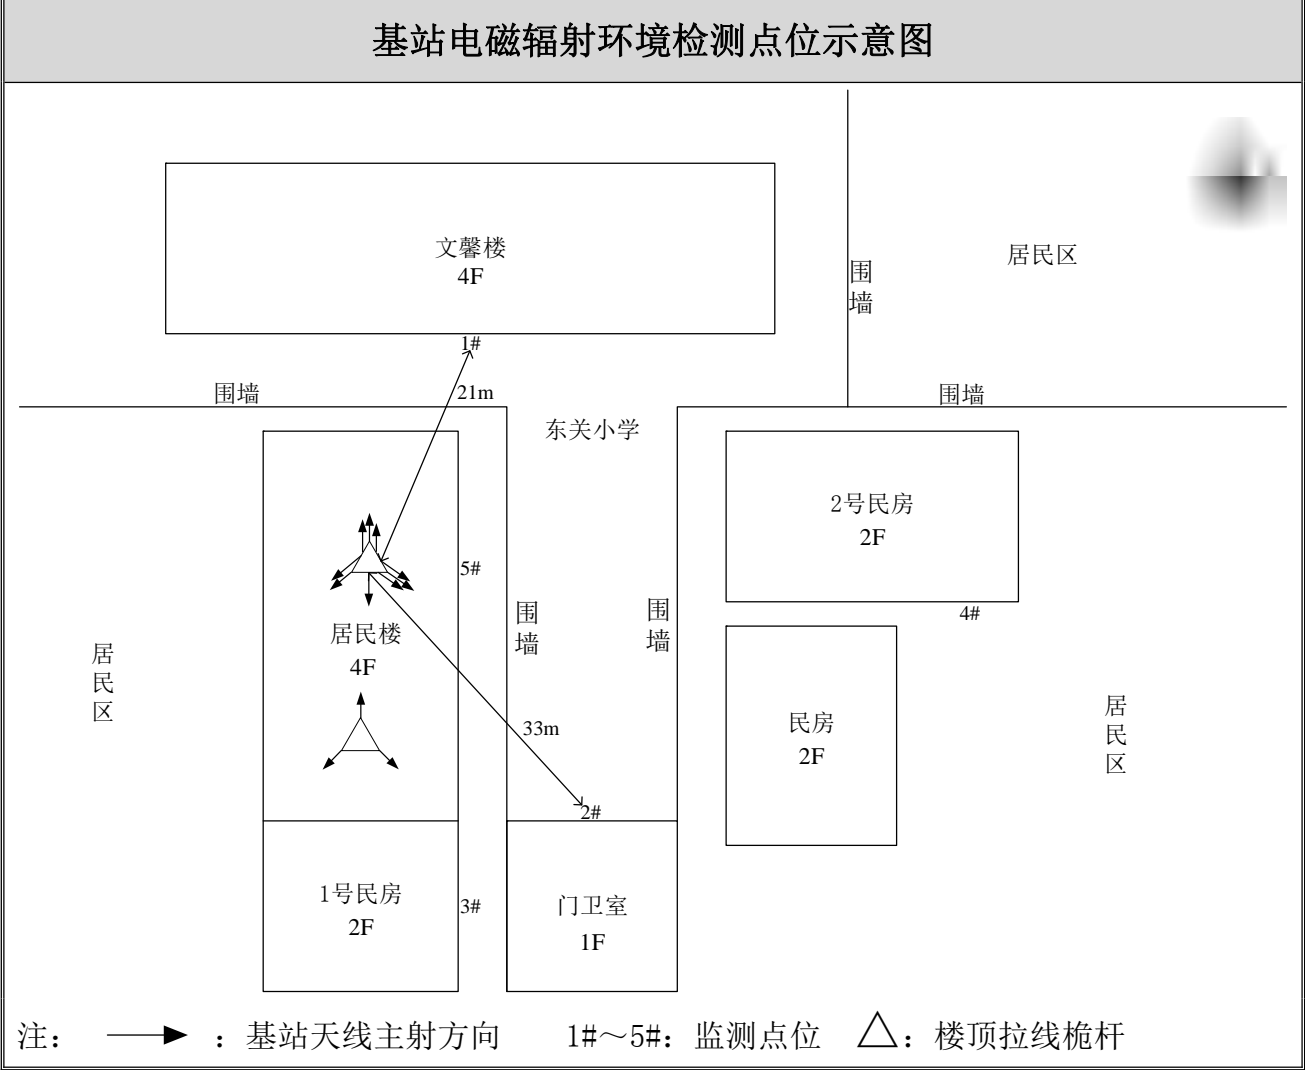 基站电磁辐射环境检测点位示意图
文馨楼
4F
居民区
围墙
1#
21m
围墙
围墙
东关小学
2号民房
2F
5#
围墙
围墙
4#
居民楼
4F
居民区
居民区
33m
民房
2F
2#
1号民房
2F
3#
门卫室
1F
注： ：基站天线主射方向 1#～5#：监测点位 ：楼顶拉线桅杆